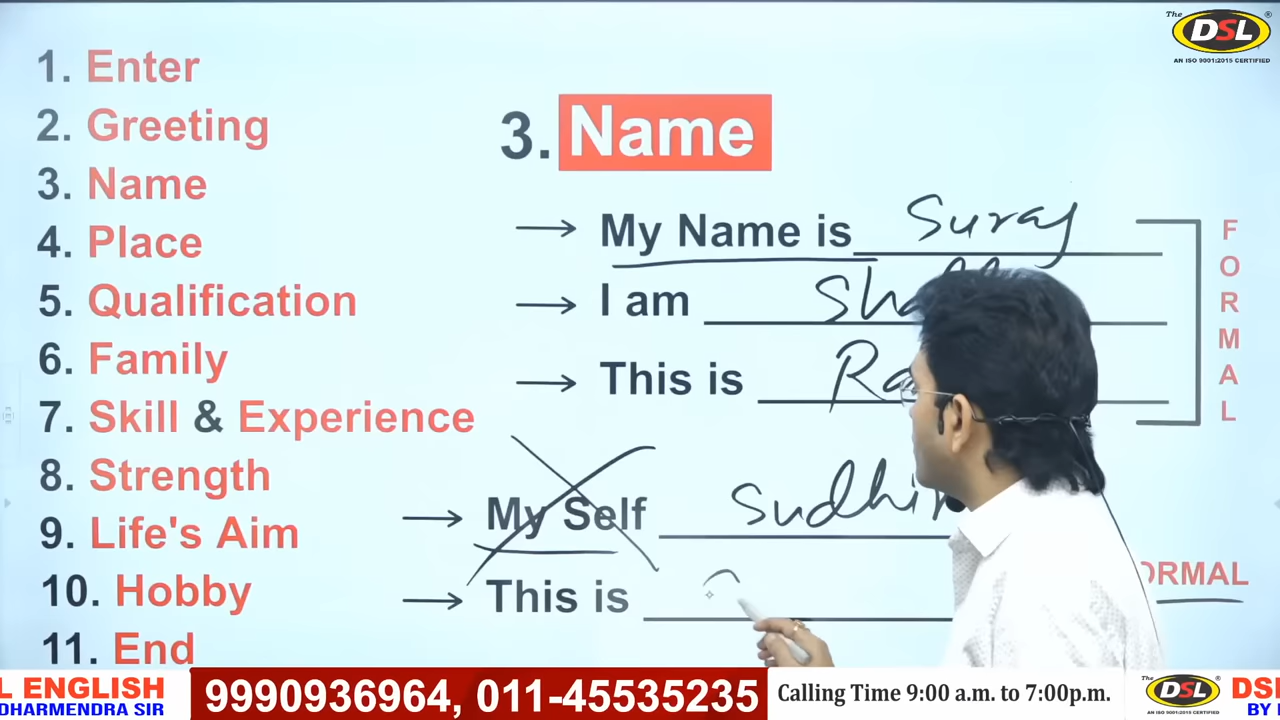 The DSL ®
AN ISO 9001:2015 CERTIFIED
1. Enter
2. Greeting
3. Name
4. Place
5. Qualification
6. Family
7. Skill & Experience
8. Strength
9. Life's Aim
10. Hobby
11. End
3. Name
My Name is Suraj
I am
This is
My Self
This is
FORMAL
ORMAL
L ENGLISH
DHARMENDRA SIR
9990936964, 011-45535235
Calling Time 9:00 a.m. to 7:00p.m.
The DSL ®
AN ISO 9001:2015 CERTIFIED
DSL
BY